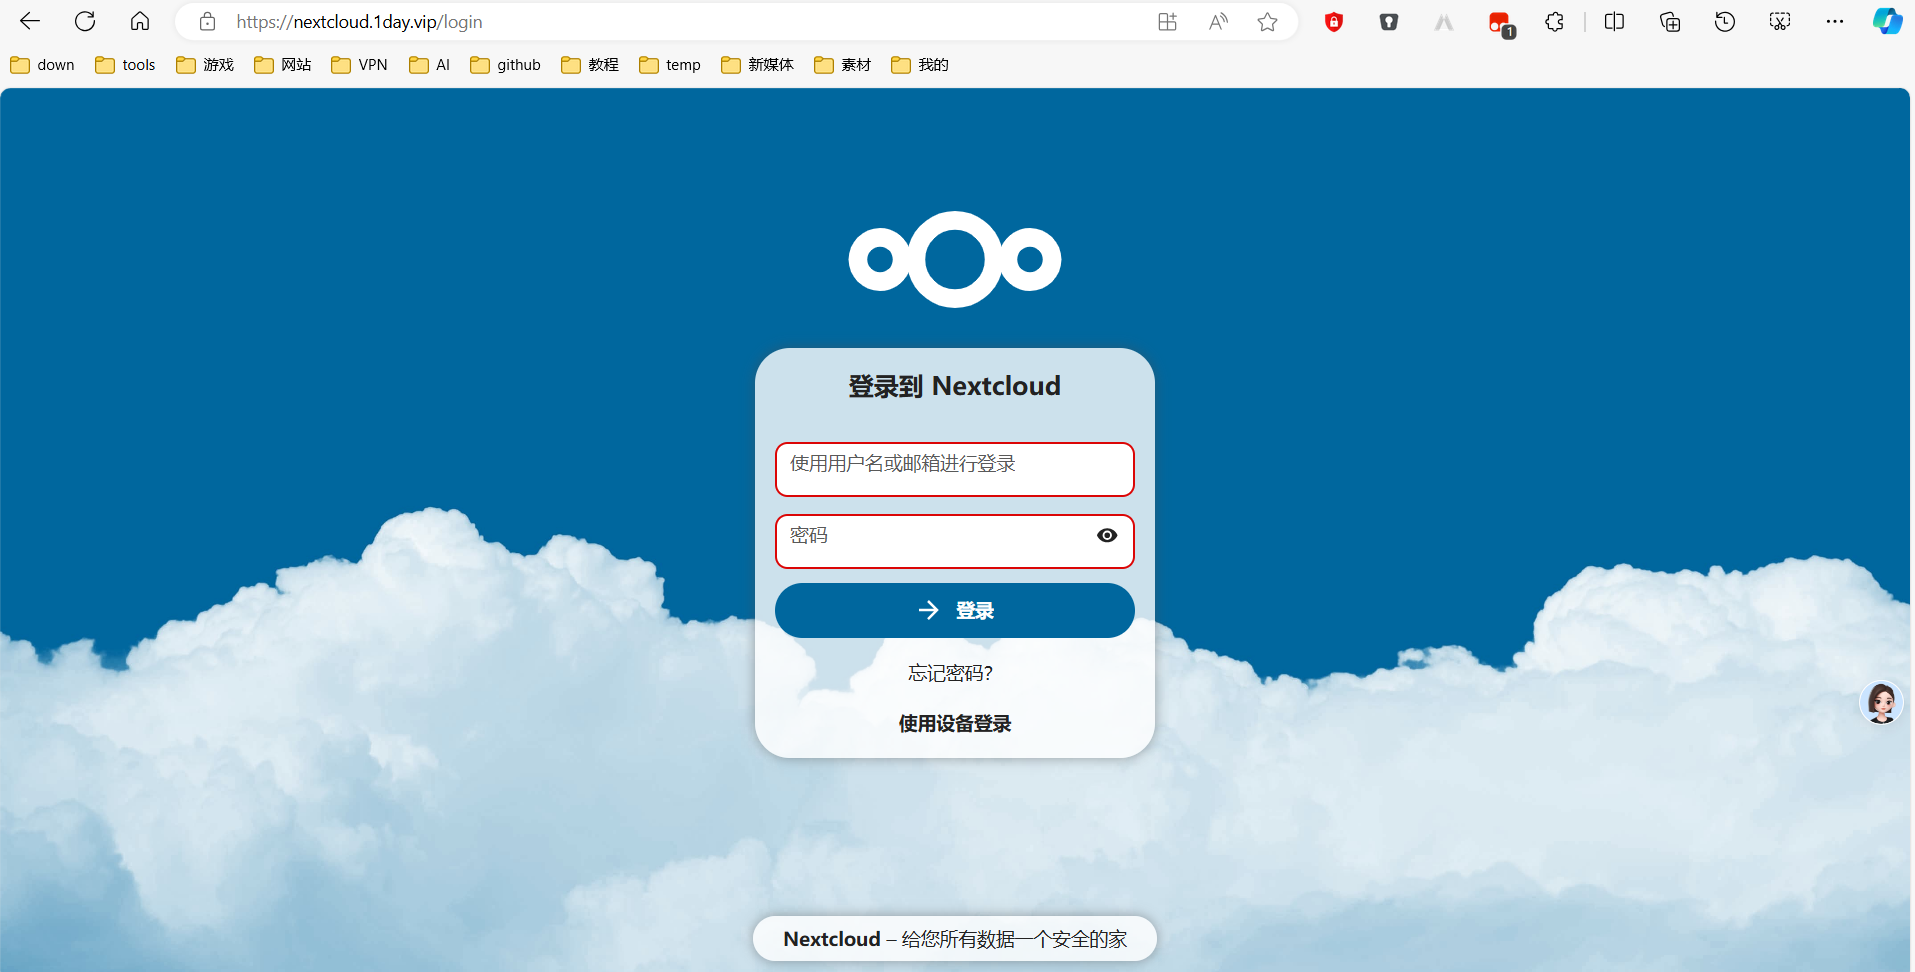 https://nextcloud.1day.vip/login
1
down tools 游戏 网站 VPN AI github 教程 temp 新媒体 素材 我的
登录到 Nextcloud
使用用户名或邮箱进行登录
密码
登录
忘记密码?
使用设备登录
Nextcloud – 给您所有数据一个安全的家